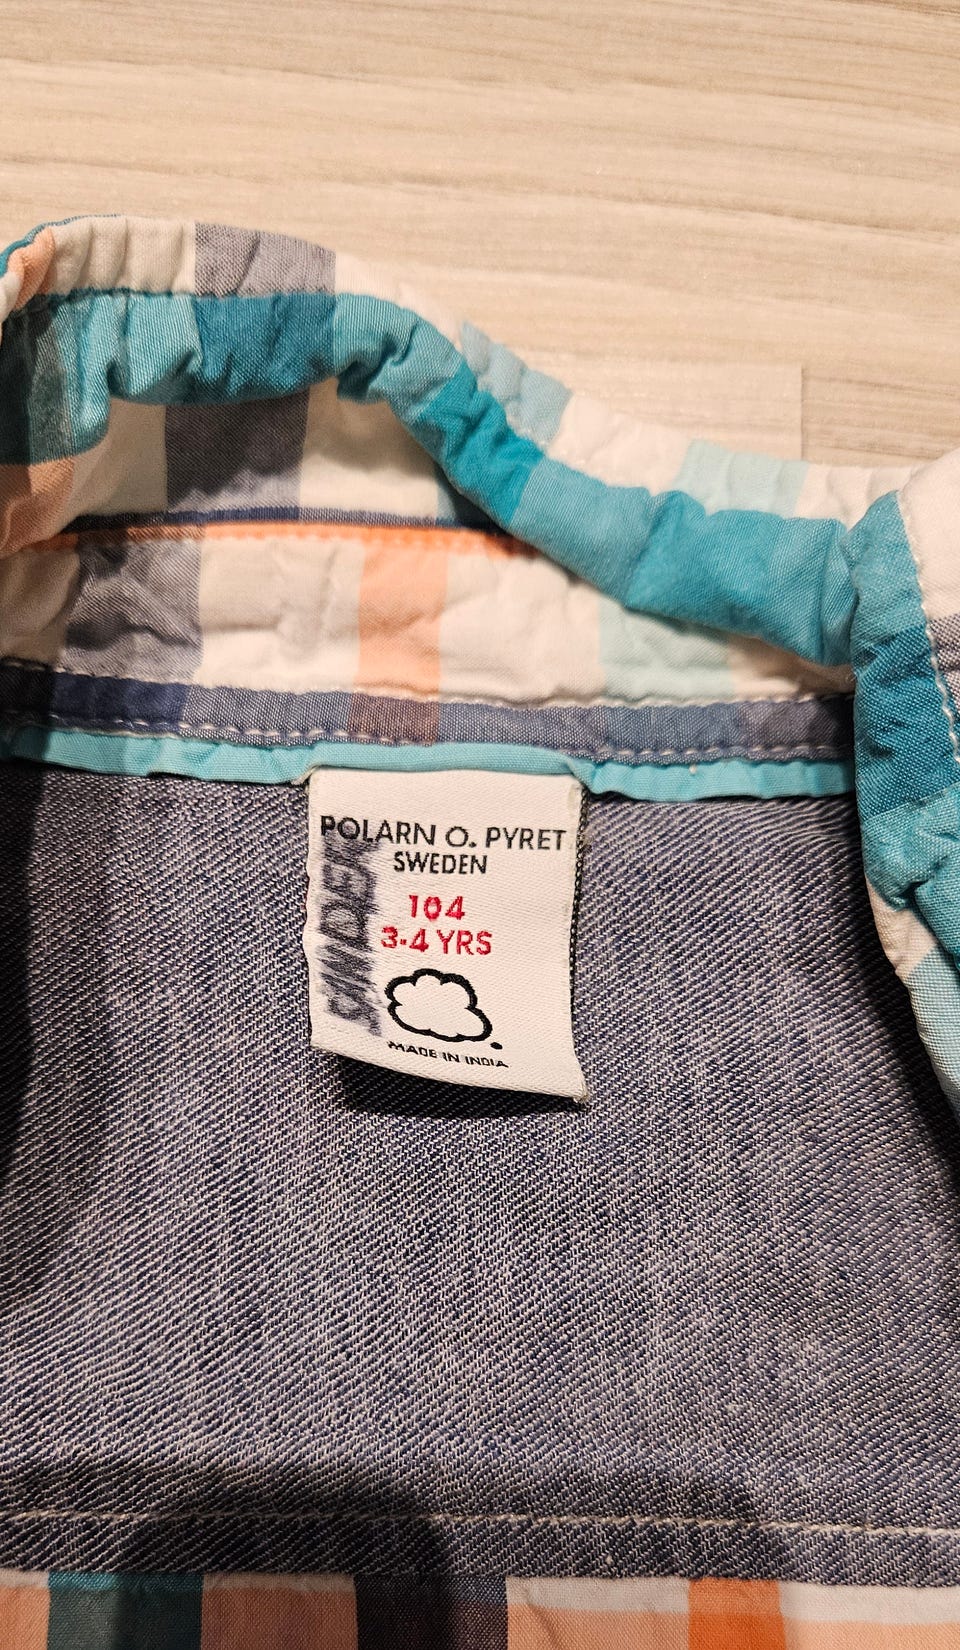 POLARN O. PYRET
SWEDEN
104
3-4 YRS
MADE IN INDIA